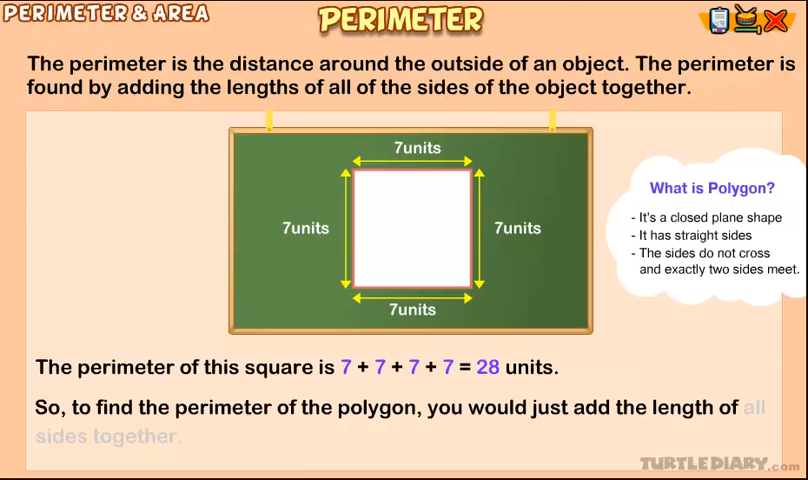 PERIMETER & AREA
PERIMETER
The perimeter is the distance around the outside of an object. The perimeter is
found by adding the lengths of all of the sides of the object together.
7units
7units
7units
7units
What is Polygon?
- It's a closed plane shape
- It has straight sides
- The sides do not cross
and exactly two sides meet.
The perimeter of this square is 7 + 7 + 7 + 7 = 28 units.
So, to find the perimeter of the polygon, you would just add the length of all
sides together.
TURTLEDIARY.com